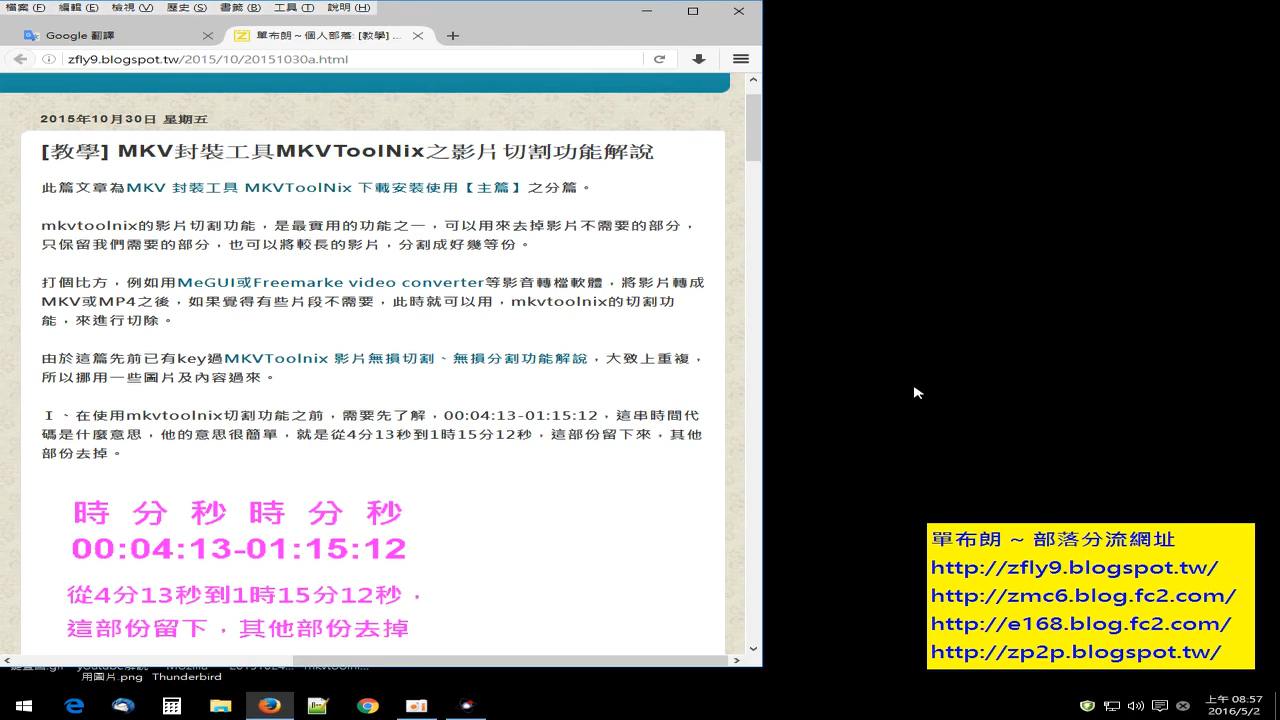 檔案 (F) 編輯 (E) 檢視 (V) 歷史 (S) 書籤 (B) 工具 (T) 說明 (H)
Google 翻譯
單布朗 ~ 個人部落: [教學] ...
zfly9.blogspot.tw/2015/10/20151030a.html
2015年10月30日 星期五
[教學] MKV封裝工具MKVToolNix之影片切割功能解說
此篇文章為MKV 封裝工具 MKVToolNix 下載安裝使用【主篇】之分篇。
mkvtoolnix的影片切割功能，是最實用的功能之一，可以用來去掉影片不需要的部分，
只保留我們需要的部分，也可以將較長的影片，分割成好幾等份。
打個比方，例如用MeGUI或Freemarke video converter等影音轉檔軟體，將影片轉成
MKV或MP4之後，如果覺得有些片段不需要，此時就可以用，mkvtoolnix的切割功
能，來進行切除。
由於這篇先前已有key過MKVToolnix 影片無損切割、無損分割功能解說，大致上重複，
所以挪用一些圖片及內容過來。
Ｉ、在使用mkvtoolnix切割功能之前，需要先了解，00:04:13-01:15:12，這串時間代
碼是什麼意思，他的意思很簡單，就是從4分13秒到1時15分12秒，這部份留下來，其他
部份去掉。
時 分 秒 時 分 秒
00:04:13-01:15:12
從4分13秒到1時15分12秒，
這部份留下，其他部份去掉
用圖片.png Thunderbird
單布朗 ~ 部落分流網址
http://zfly9.blogspot.tw/
http://zmc6.blog.fc2.com/
http://e168.blog.fc2.com/
http://zp2p.blogspot.tw/
上午 08:57
2016/5/2